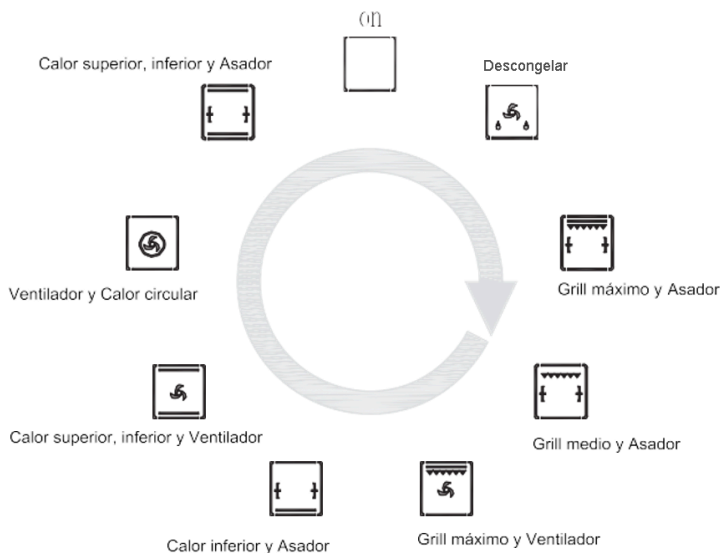 on
Calor superior, inferior y Asador
Descongelar
Ventilador y Calor circular
Grill máximo y Asador
Calor superior, inferior y Ventilador
Grill medio y Asador
Calor inferior y Asador
Grill máximo y Ventilador